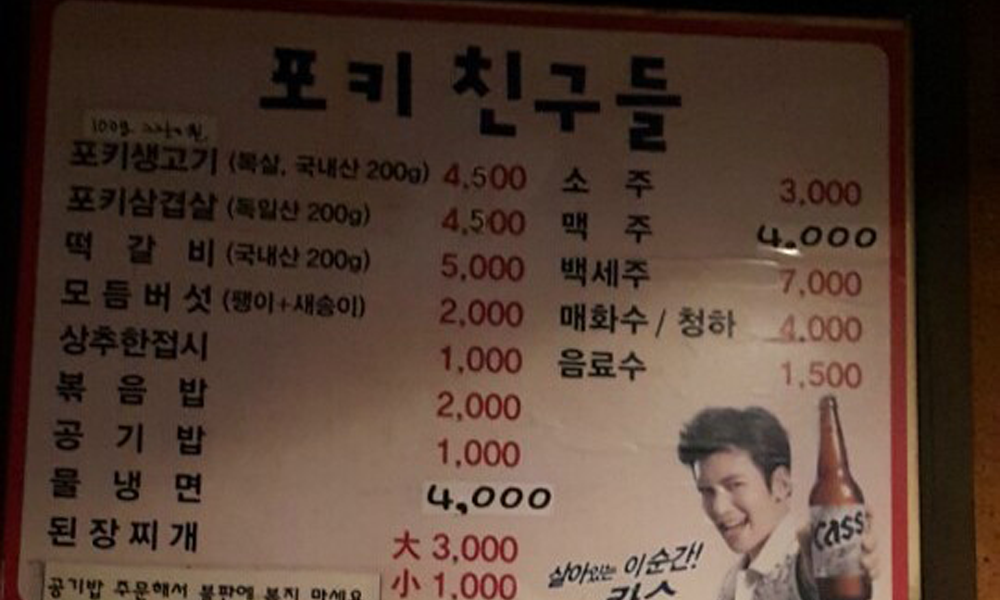 포키 친구들
100g
포키생고기 (목살, 국내산 200g) 4,500
포키삼겹살 (독일산 200g) 4,500
떡 갈 비 (국내산 200g) 5,000
모 듬 버 섯 (팽이+새송이) 2,000
상추한접시 1,000
볶 음 밥 2,000
공 기 밥 1,000
물 냉 면 4,000
된 장 찌 개 大 3,000
小 1,000
공기밥 주문해서 불판에 볶지 마세요
소 주 3,000
맥 주 4,000
백세주 7,000
매화수 / 청하 4,000
음료수 1,500
cass
살아있는 이순간!
카스